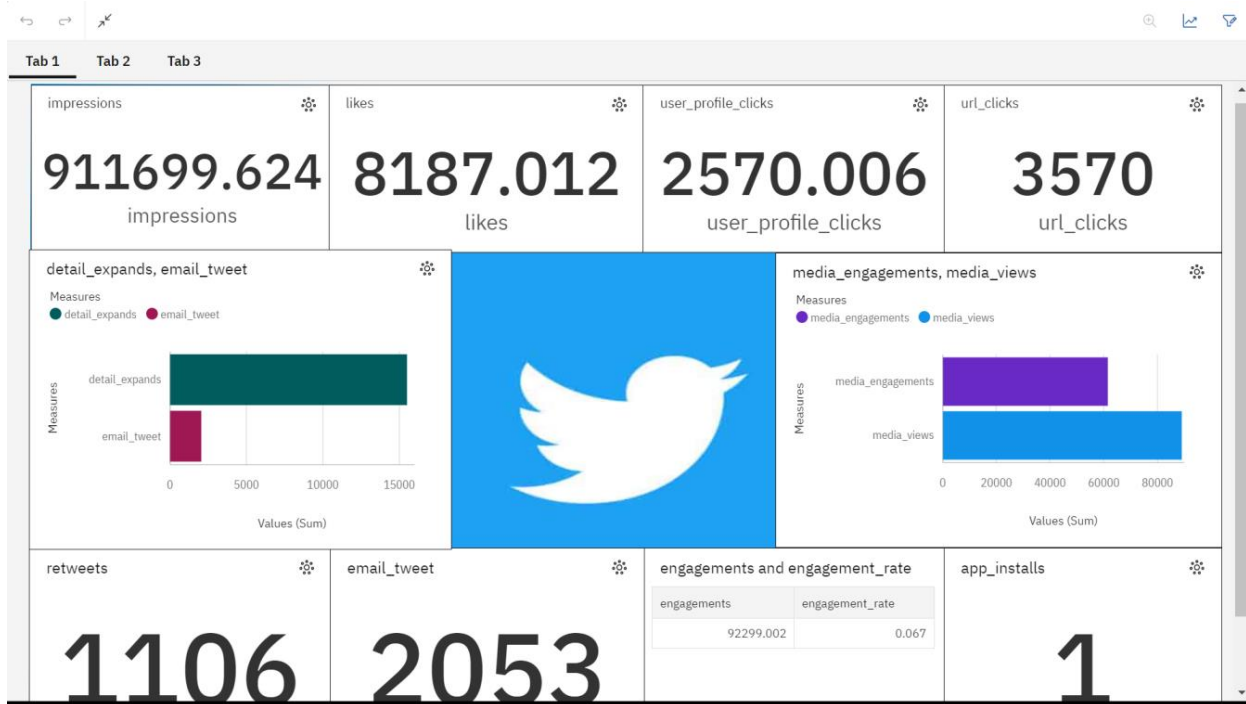 Tab 1 Tab 2 Tab 3
impressions
911699.624
impressions
likes
8187.012
likes
user_profile_clicks
2570.006
user_profile_clicks
url_clicks
3570
url_clicks
detail_expands, email_tweet
Measures
detail_expands email_tweet
Measures
detail_expands
email_tweet
0 5000 10000 15000
Values (Sum)
media_engagements, media_views
Measures
media_engagements media_views
Measures
media_engagements
media_views
0 20000 40000 60000 80000
Values (Sum)
retweets
1106
email_tweet
2053
engagements and engagement_rate
engagements engagement_rate
92299.002 0.067
app_installs
1